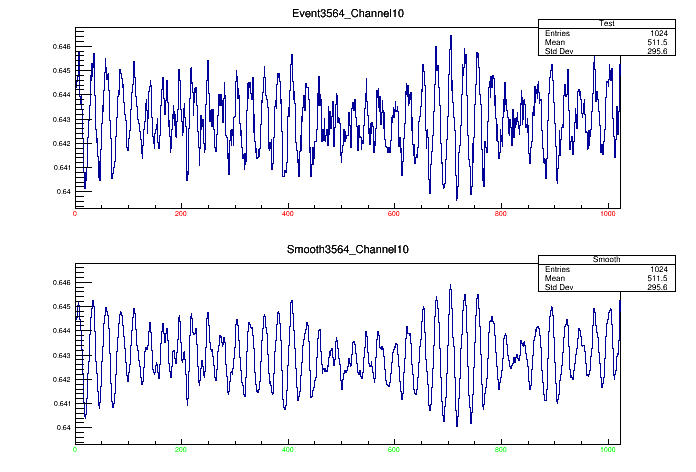 Event3564_Channel10
Test
Entries 1024
Mean 511.5
Std Dev 295.6
0.646
0.645
0.644
0.643
0.642
0.641
0.64
0 200 400 600 800 1000
Smooth3564_Channel10
Smooth
Entries 1024
Mean 511.5
Std Dev 295.6
0.646
0.645
0.644
0.643
0.642
0.641
0.64
0 200 400 600 800 1000